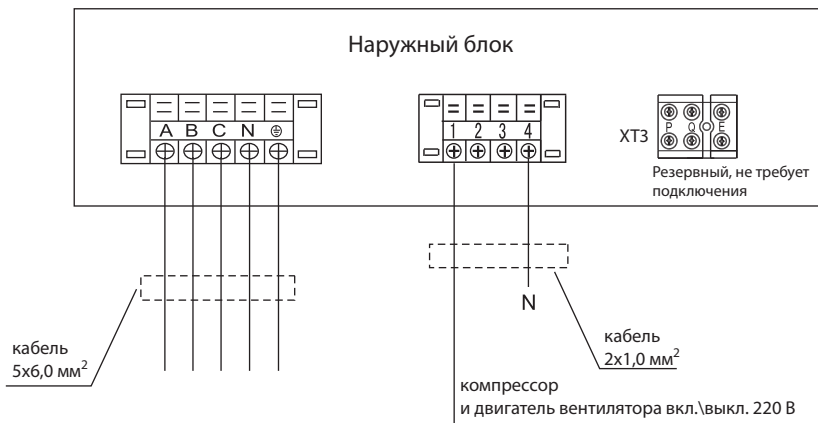 Наружный блок
A B C N
1 2 3 4
XT3
P Q E
Резервный, не требует
подключения
N
кабель
5x6,0 мм²
кабель
2x1,0 мм²
компрессор
и двигатель вентилятора вкл.\выкл. 220 В